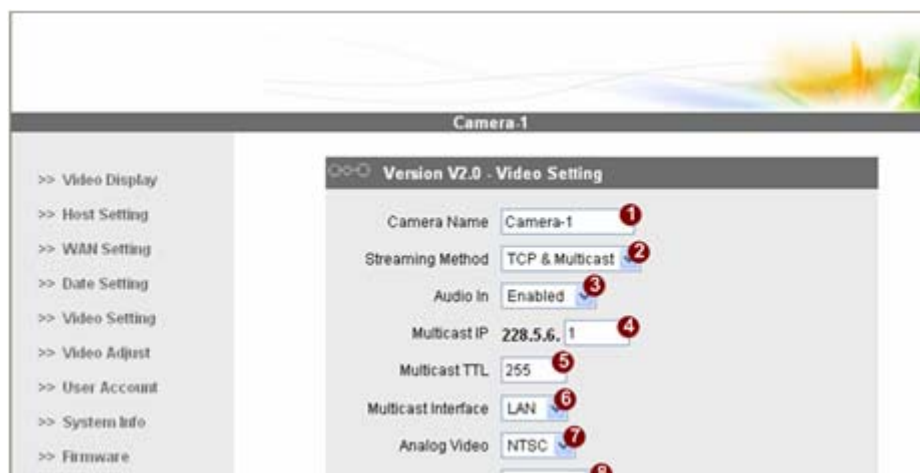 Camera-1
>> Video Display
>> Host Setting
>> WAN Setting
>> Date Setting
>> Video Setting
>> Video Adjust
>> User Account
>> System Info
>> Firmware
Version V2.0 - Video Setting
Camera Name Camera-1 1
Streaming Method TCP & Multicast 2
Audio In Enabled 3
Multicast IP 228.5.6. 1 4
Multicast TTL 255 5
Multicast Interface LAN 6
Analog Video NTSC 7
8